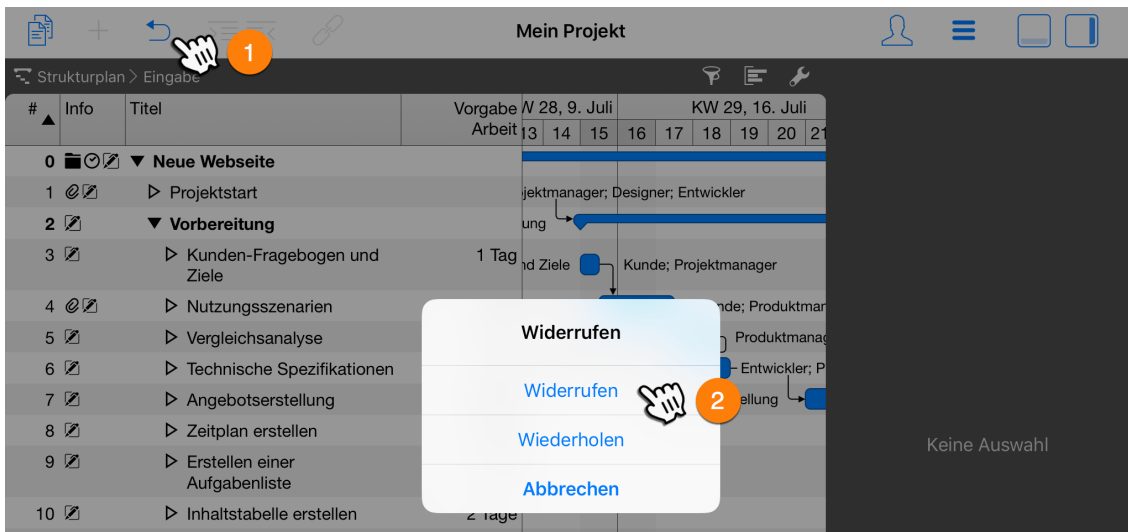 Mein Projekt
1
Strukturplan > Eingabe
# Info Titel Vorgabe Arbeit
KW 28, 9. Juli KW 29, 16. Juli
13 14 15 16 17 18 19 20 21
0 Neue Webseite
1 Projektstart
jektmanager; Designer; Entwickler
2 Vorbereitung
ung
3 Kunden-Fragebogen und Ziele 1 Tag
nd Ziele Kunde; Projektmanager
4 Nutzungsszenarien
nde; Produktmar
5 Vergleichsanalyse
Produktmanag
6 Technische Spezifikationen
Entwickler; P
7 Angebotserstellung
ellung
8 Zeitplan erstellen
9 Erstellen einer Aufgabenliste
10 Inhaltstabelle erstellen 2 Tage
Widerrufen
Widerrufen
2
Wiederholen
Abbrechen
Keine Auswahl